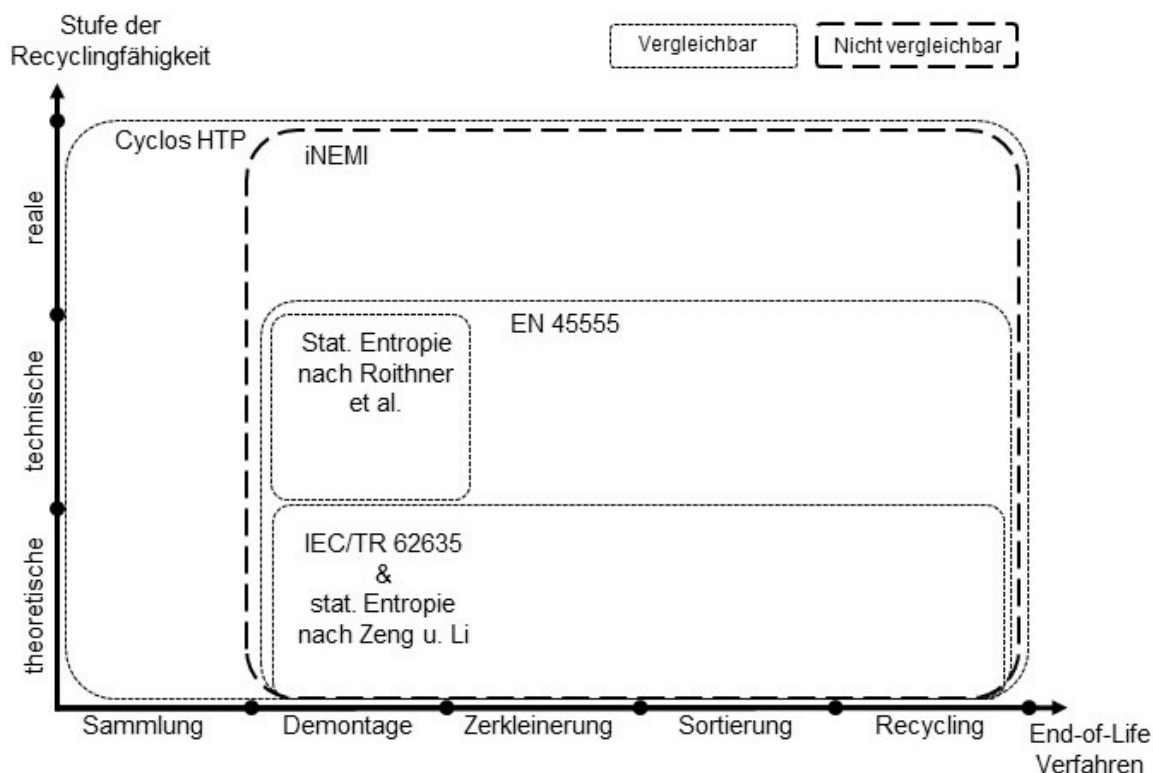 Stufe der
Recyclingfähigkeit
Vergleichbar
Nicht vergleichbar
Cyclos HTP
iNEMI
reale
EN 45555
Stat. Entropie
nach Roithner
et al.
technische
IEC/TR 62635
&
stat. Entropie
nach Zeng u. Li
theoretische
Sammlung
Demontage
Zerkleinerung
Sortierung
Recycling
End-of-Life
Verfahren